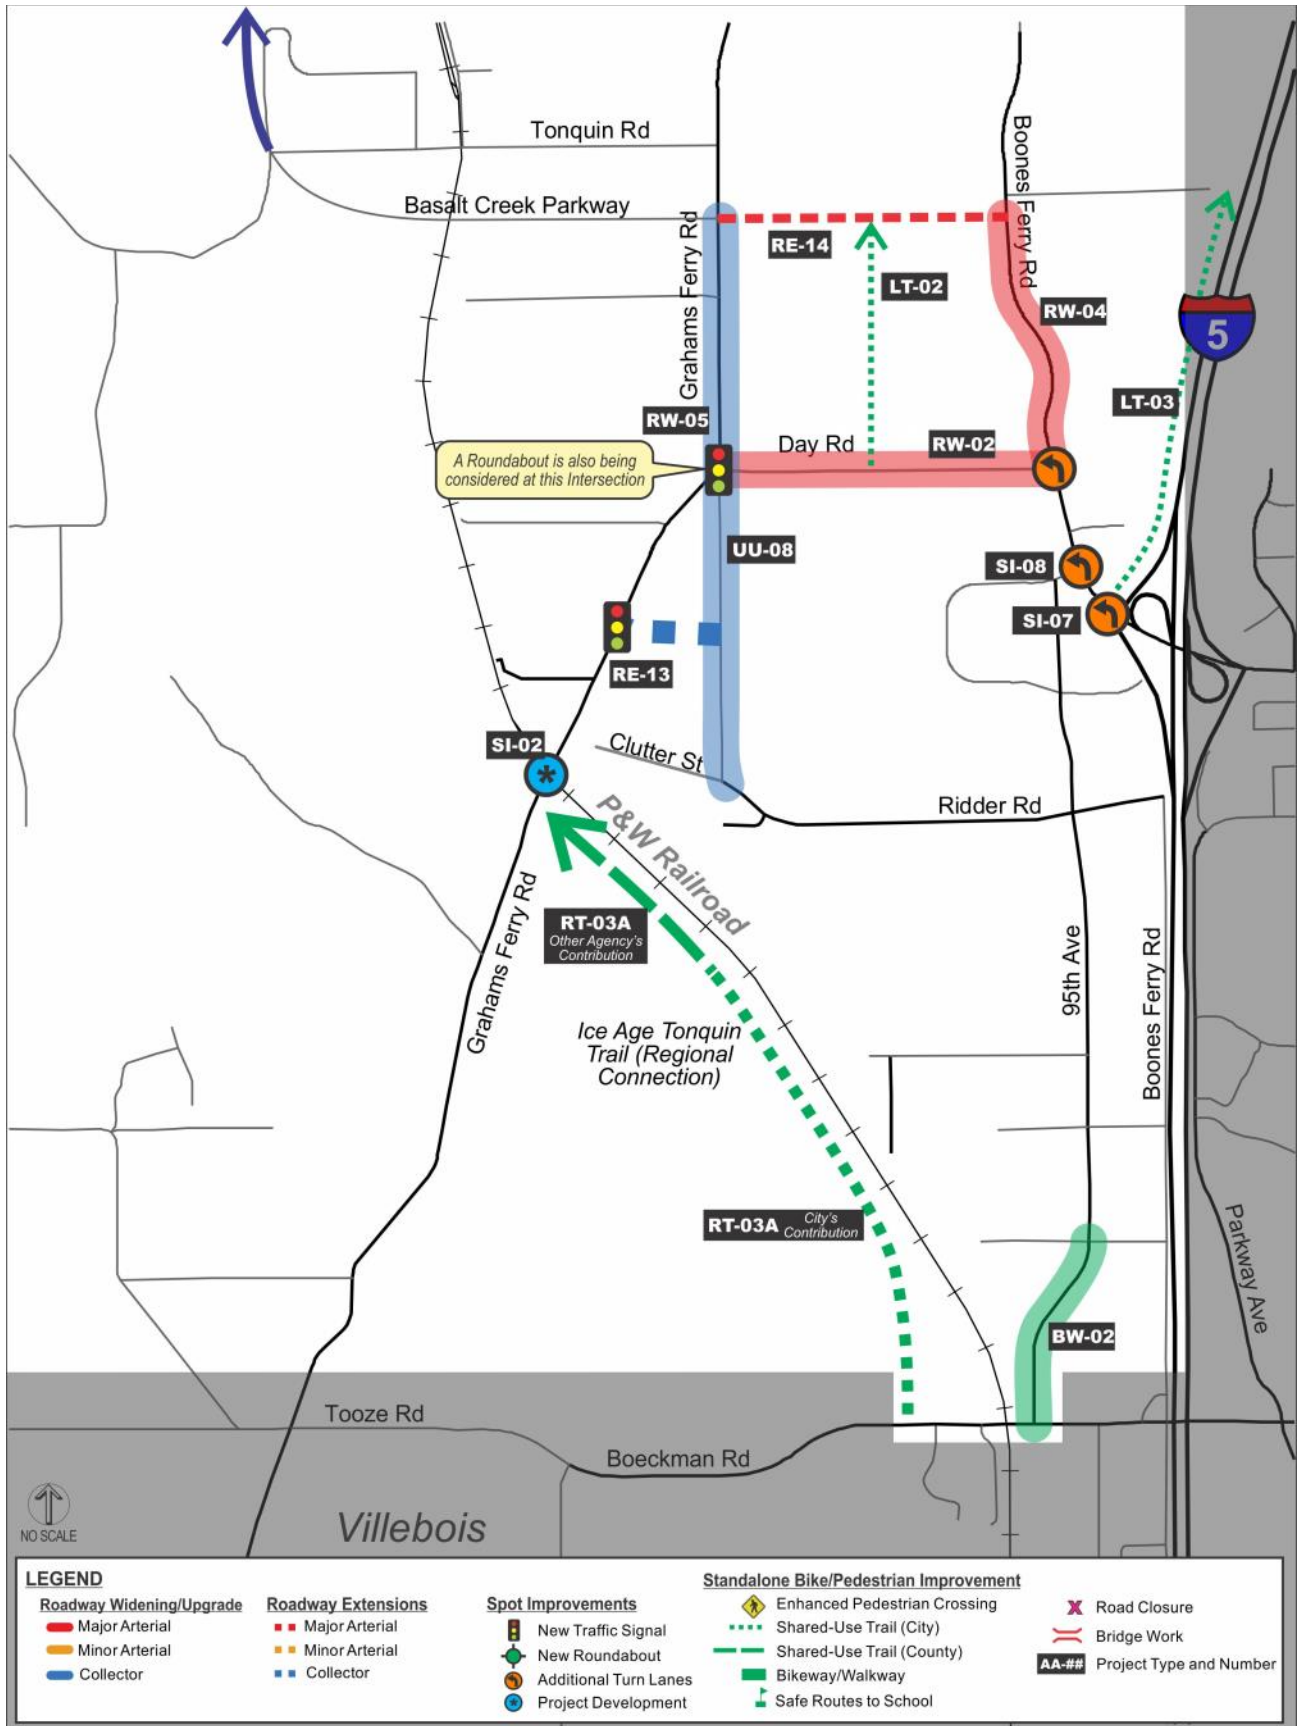 Tonquin Rd
Boones Ferry Rd
Basalt Creek Parkway
Grahams Ferry Rd
RE-14
LT-02
RW-04
5
LT-03
RW-05
Day Rd
RW-02
A Roundabout is also being
considered at this Intersection
UU-08
SI-08
SI-07
RE-13
SI-02
Clutter St
*
P&W Railroad
Ridder Rd
Grahams Ferry Rd
RT-03A
Other Agency's
Contribution
95th Ave
Boones Ferry Rd
Ice Age Tonquin
Trail (Regional
Connection)
RT-03A City's
Contribution
Parkway Ave
BW-02
Tooze Rd
Boeckman Rd
NO SCALE
Villebois
LEGEND
Roadway Widening/Upgrade
Major Arterial
Minor Arterial
Collector
Roadway Extensions
Major Arterial
Minor Arterial
Collector
Spot Improvements
New Traffic Signal
New Roundabout
Additional Turn Lanes
* Project Development
Standalone Bike/Pedestrian Improvement
Enhanced Pedestrian Crossing
Shared-Use Trail (City)
Shared-Use Trail (County)
Bikeway/Walkway
Safe Routes to School
X Road Closure
Bridge Work
AA-## Project Type and Number